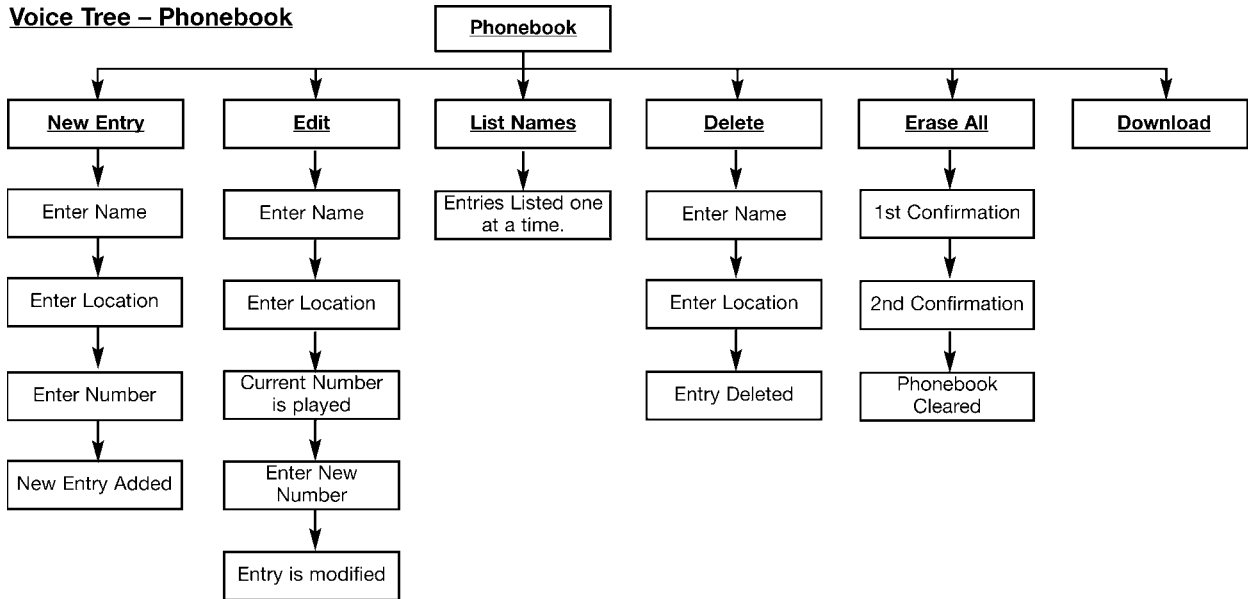 Voice Tree – Phonebook
Phonebook
New Entry
Edit
List Names
Delete
Erase All
Download
Enter Name
Enter Name
Entries Listed one
at a time.
Enter Name
1st Confirmation
Enter Location
Enter Location
Enter Location
2nd Confirmation
Enter Number
Current Number
is played
Entry Deleted
Phonebook
Cleared
New Entry Added
Enter New
Number
Entry is modified